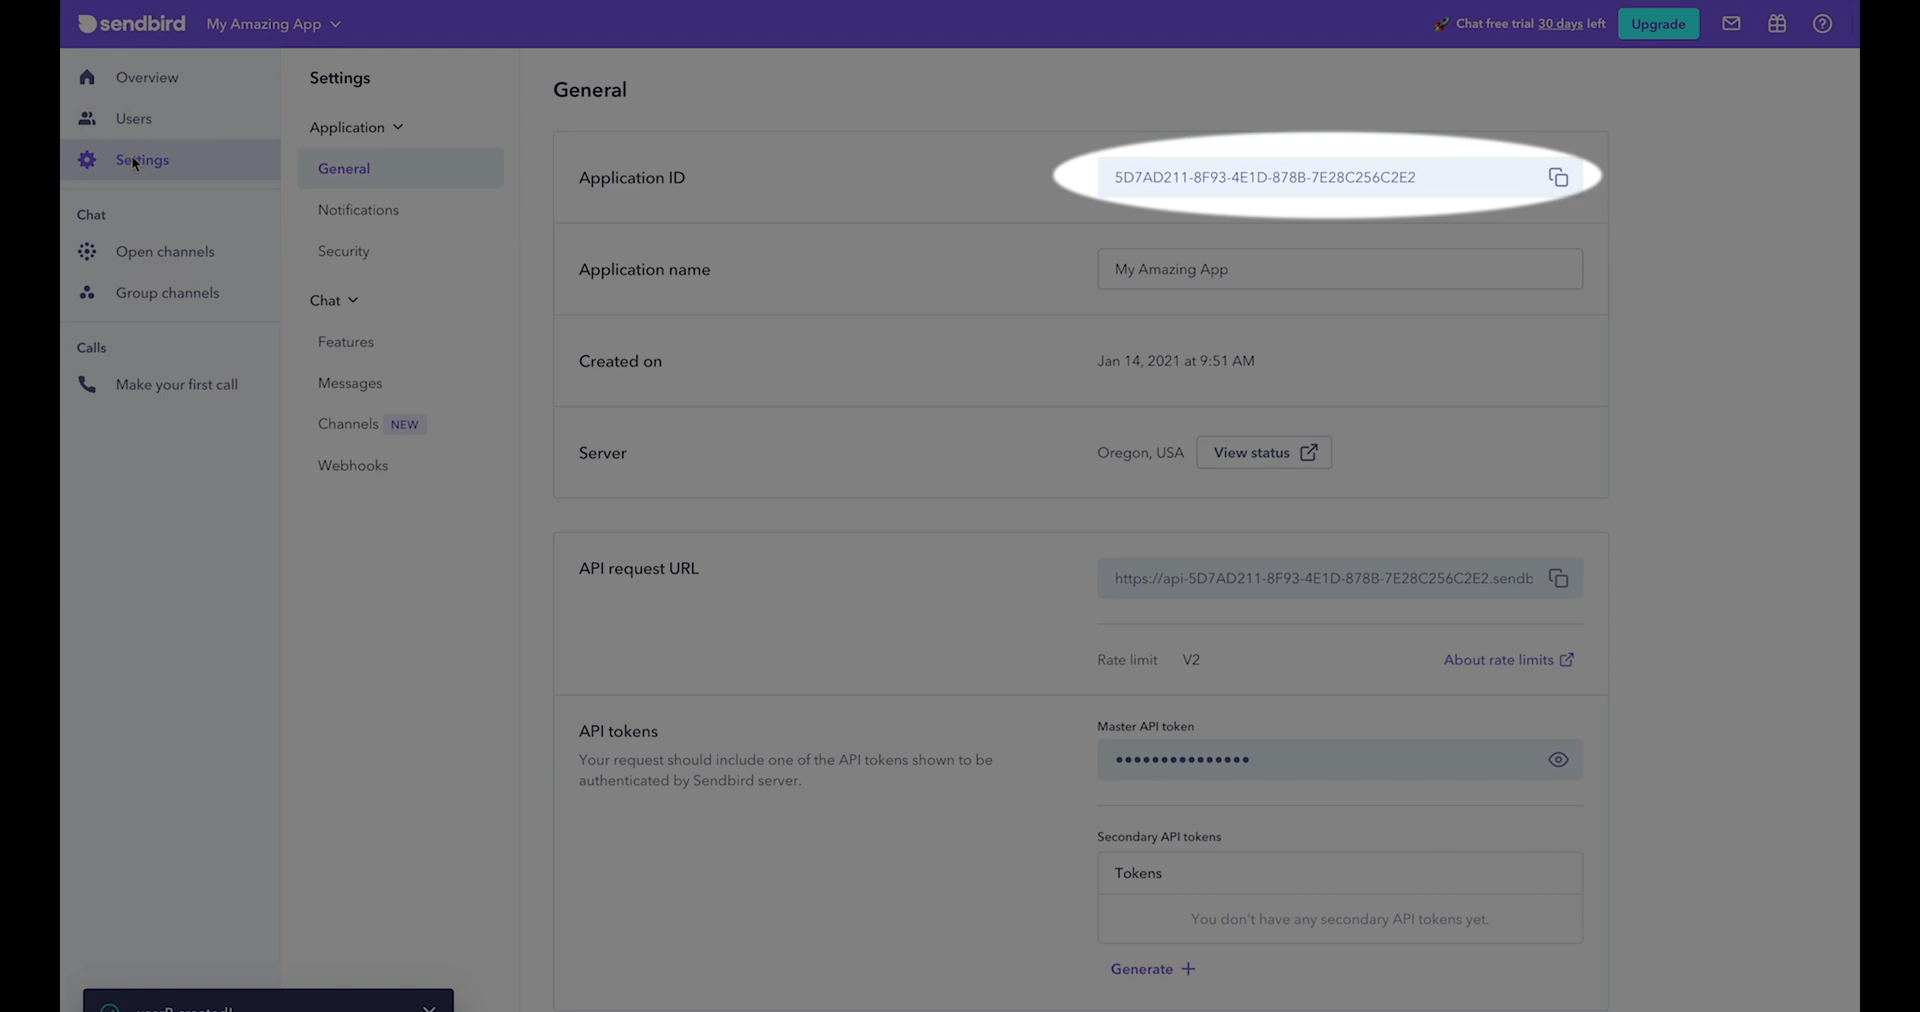 sendbird
My Amazing App
Chat free trial 30 days left
Upgrade
Overview
Users
Settings
Chat
Open channels
Group channels
Calls
Make your first call
Settings
Application
General
Notifications
Security
Chat
Features
Messages
Channels NEW
Webhooks
General
Application ID
5D7AD211-8F93-4E1D-878B-7E28C256C2E2
Application name
My Amazing App
Created on
Jan 14, 2021 at 9:51 AM
Server
Oregon, USA
View status
API request URL
https://api-5D7AD211-8F93-4E1D-878B-7E28C256C2E2.sendb
Rate limit V2
About rate limits
API tokens
Your request should include one of the API tokens shown to be
authenticated by Sendbird server.
Master API token
•••••••••••••••
Secondary API tokens
Tokens
You don't have any secondary API tokens yet.
Generate +
created!